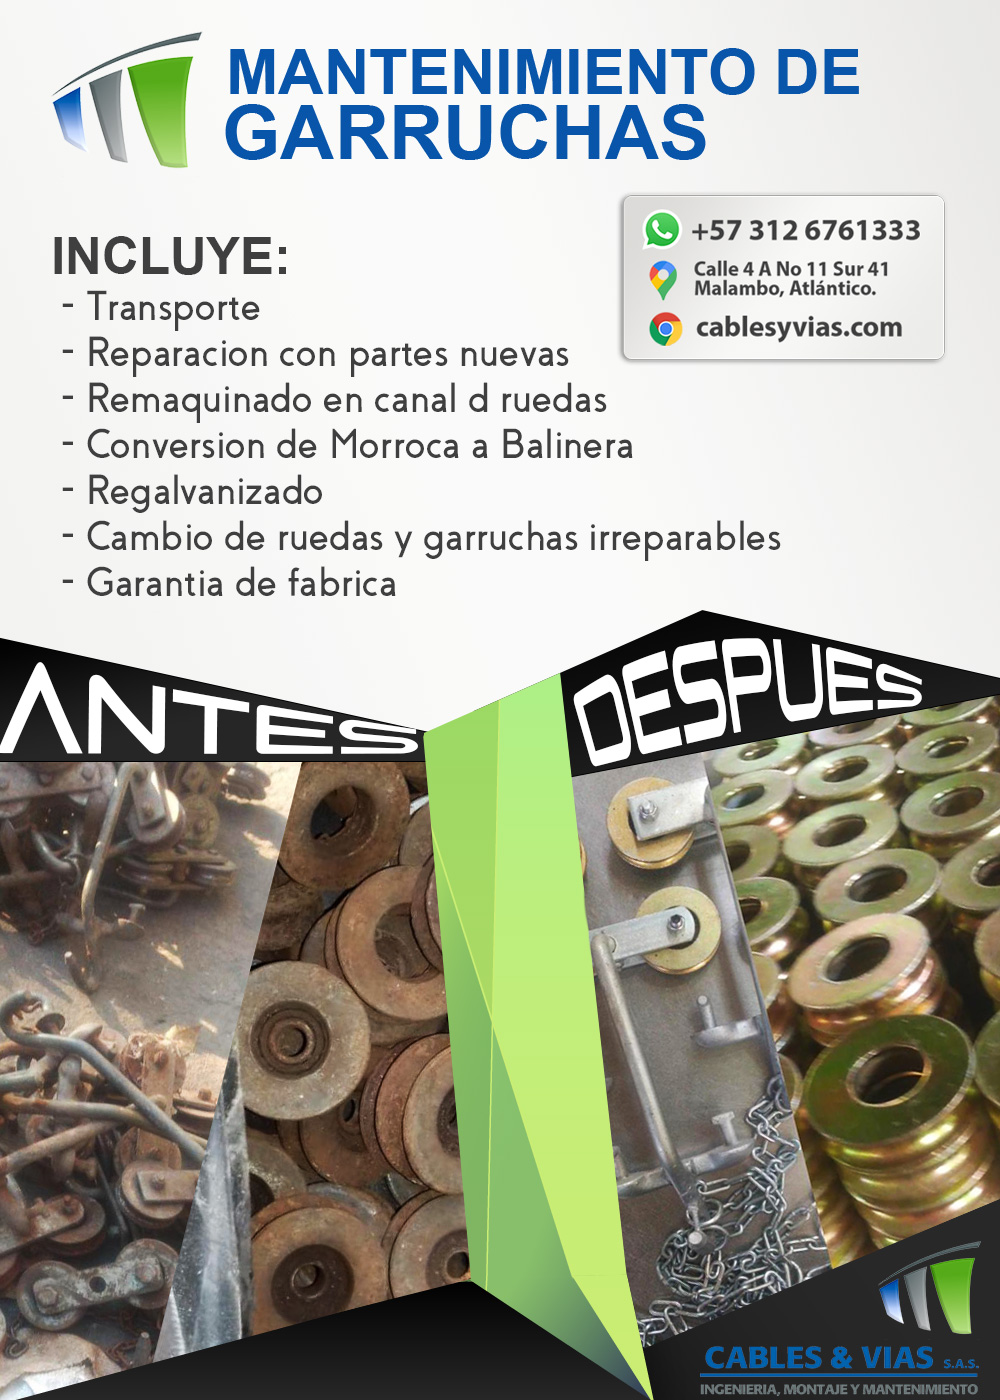 MANTENIMIENTO DE
GARRUCHAS
+57 312 6761333
Calle 4 A No 11 Sur 41
Malambo, Atlántico.
cablesyvias.com
INCLUYE:
- Transporte
- Reparacion con partes nuevas
- Remaquinado en canal d ruedas
- Conversion de Morroca a Balinera
- Regalvanizado
- Cambio de ruedas y garruchas irreparables
- Garantia de fabrica
ANTES
DESPUES
CABLES & VIAS S.A.S.
INGENIERIA, MONTAJE Y MANTENIMIENTO